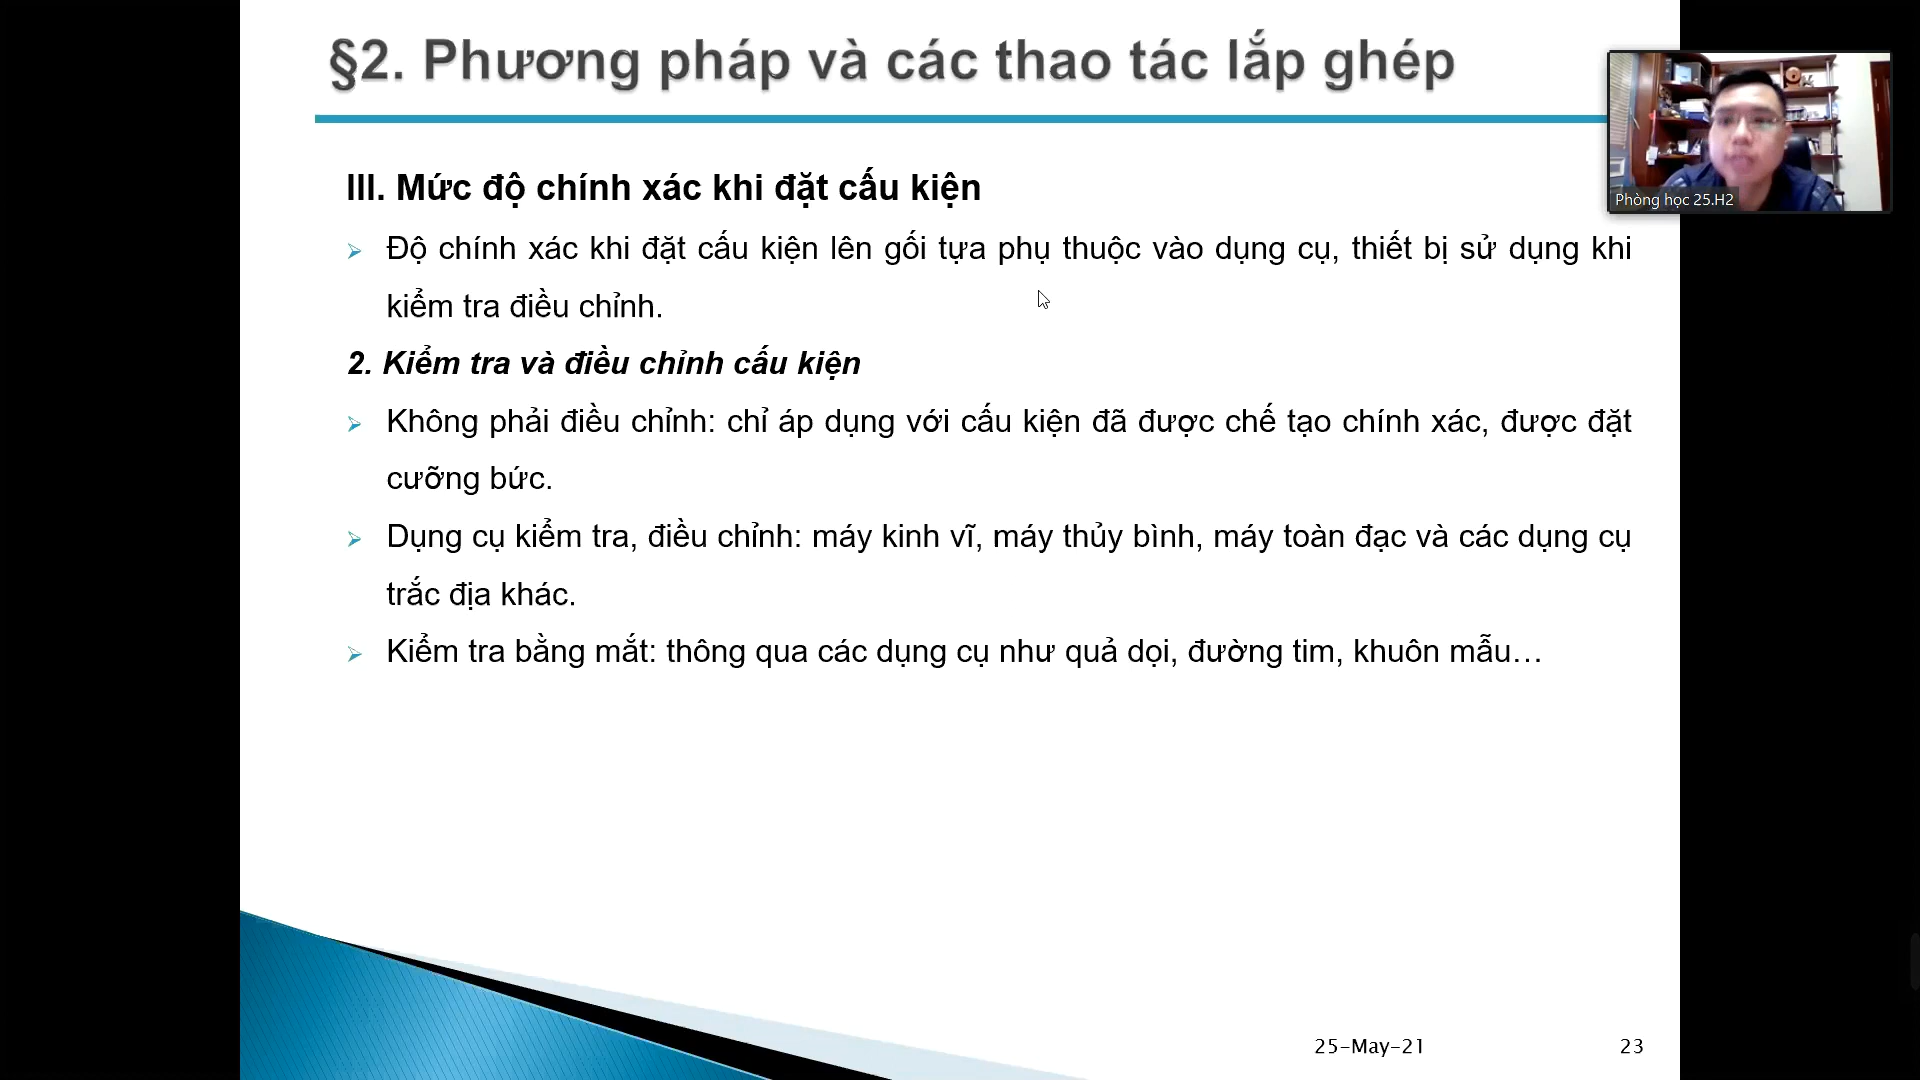 §2. Phương pháp và các thao tác lắp ghép
Phòng học 25.H2
III. Mức độ chính xác khi đặt cấu kiện
➢ Độ chính xác khi đặt cấu kiện lên gối tựa phụ thuộc vào dụng cụ, thiết bị sử dụng khi
kiểm tra điều chỉnh.
2. Kiểm tra và điều chỉnh cấu kiện
➢ Không phải điều chỉnh: chỉ áp dụng với cấu kiện đã được chế tạo chính xác, được đặt
cưỡng bức.
➢ Dụng cụ kiểm tra, điều chỉnh: máy kinh vĩ, máy thủy bình, máy toàn đạc và các dụng cụ
trắc địa khác.
➢ Kiểm tra bằng mắt: thông qua các dụng cụ như quả dọi, đường tim, khuôn mẫu…
25-May-21 23